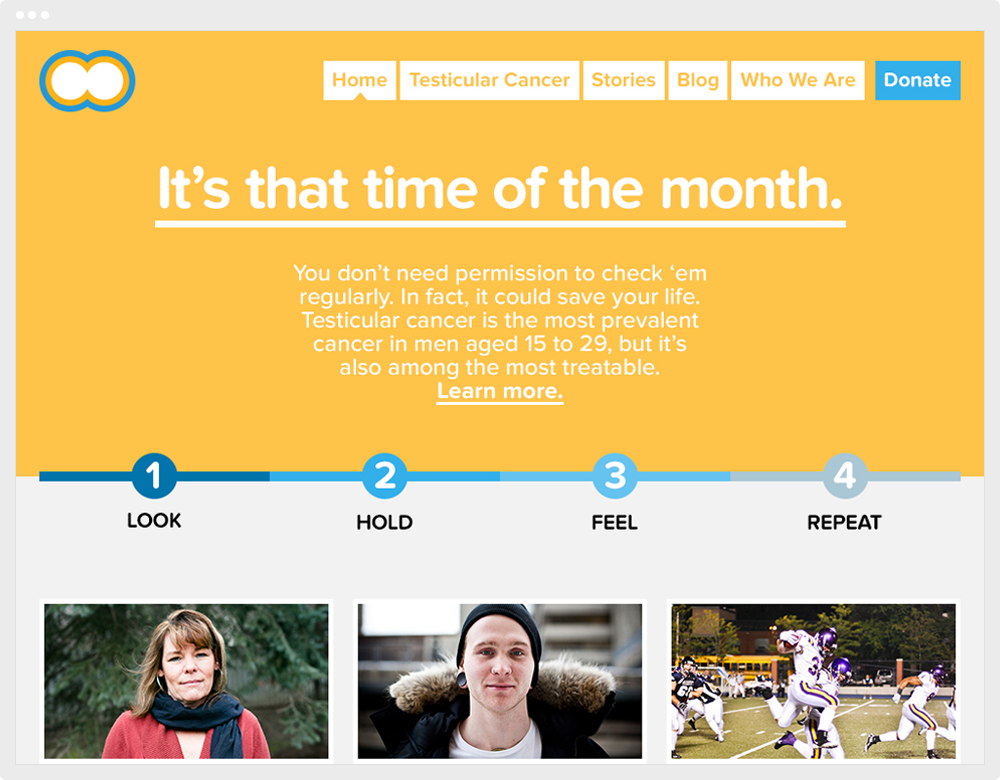 Home Testicular Cancer Stories Blog Who We Are Donate
It’s that time of the month.
You don’t need permission to check ‘em
regularly. In fact, it could save your life.
Testicular cancer is the most prevalent
cancer in men aged 15 to 29, but it’s
also among the most treatable.
Learn more.
1 2 3 4
LOOK HOLD FEEL REPEAT